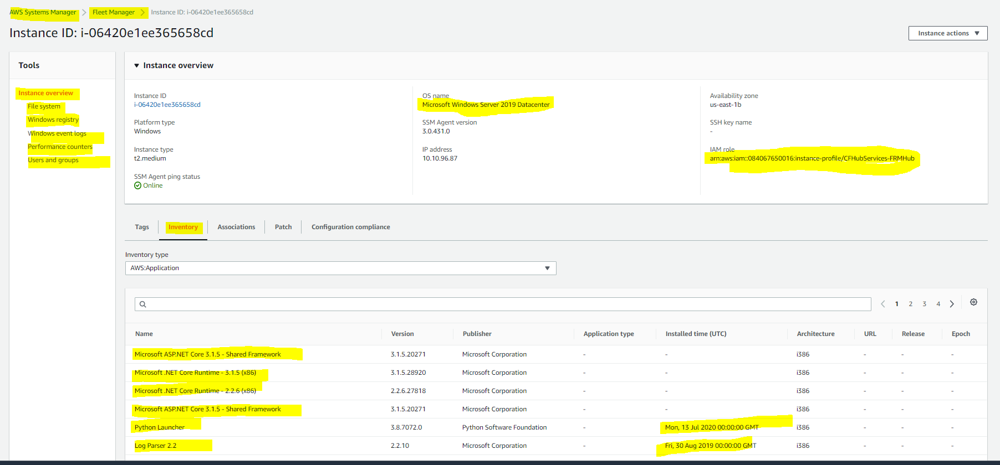 AWS Systems Manager > Fleet Manager > Instance ID: i-06420e1ee365658cd
Instance ID: i-06420e1ee365658cd
Instance actions ▼
Tools
Instance overview
File system
Windows registry
Windows event logs
Performance counters
Users and groups
▼ Instance overview
Instance ID
i-06420e1ee365658cd
Platform type
Windows
Instance type
t2.medium
SSM Agent ping status
Online
OS name
Microsoft Windows Server 2019 Datacenter
SSM Agent version
3.0.431.0
IP address
10.10.96.87
Availability zone
us-east-1b
SSH key name
-
IAM role
arn:aws:iam::084067650016:instance-profile/CFHubServices-FRMHub
Tags Inventory Associations Patch Configuration compliance
Inventory type
AWS:Application ▼
< 1 2 3 4 >
Name Version Publisher Application type Installed time (UTC) Architecture URL Release Epoch
Microsoft ASP.NET Core 3.1.5 - Shared Framework 3.1.5.20271 Microsoft Corporation - - i386 - - -
Microsoft .NET Core Runtime - 3.1.5 (x86) 3.1.5.28920 Microsoft Corporation - - i386 - - -
Microsoft .NET Core Runtime - 2.2.6 (x86) 2.2.6.27818 Microsoft Corporation - - i386 - - -
Microsoft ASP.NET Core 3.1.5 - Shared Framework 3.1.5.20271 Microsoft Corporation - - i386 - - -
Python Launcher 3.8.7072.0 Python Software Foundation - Mon, 13 Jul 2020 00:00:00 GMT i386 - - -
Log Parser 2.2 2.2.10 Microsoft Corporation - Fri, 30 Aug 2019 00:00:00 GMT i386 - - -